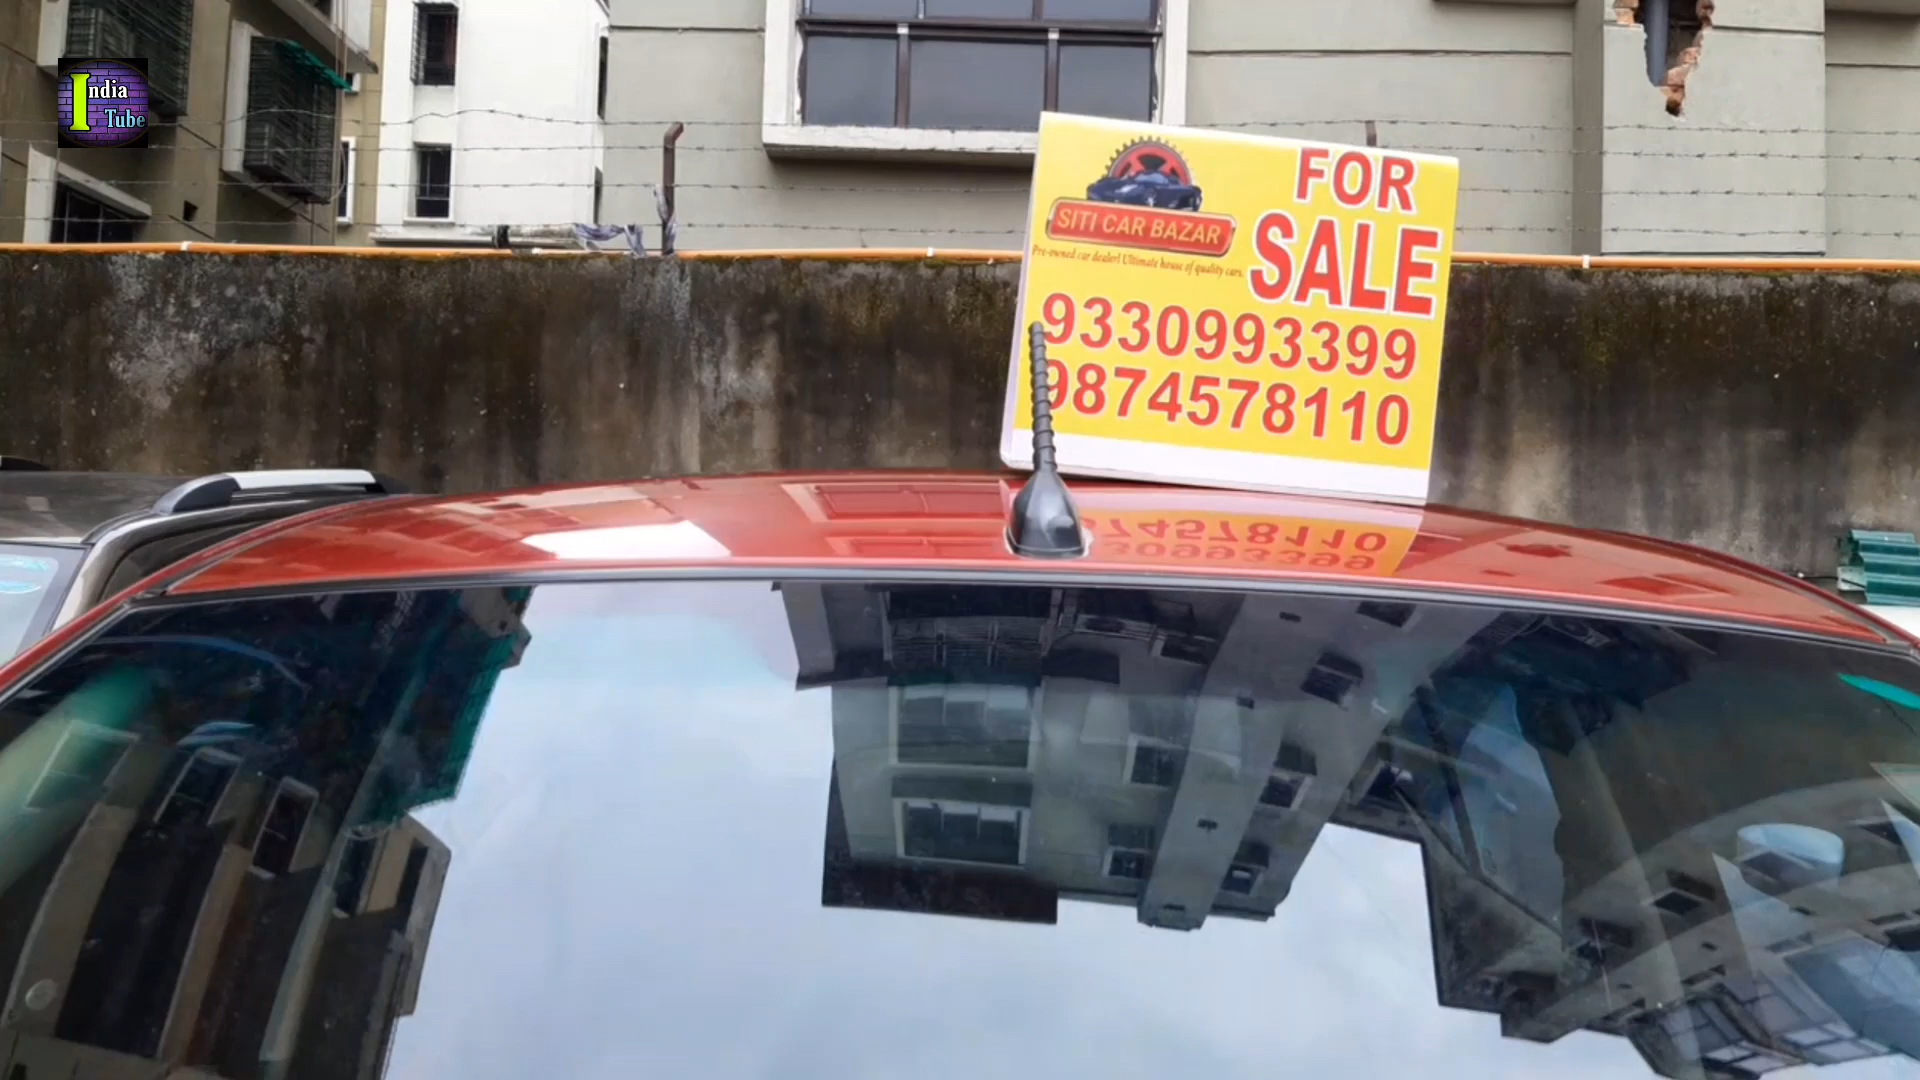 India
Tube
SITI CAR BAZAR
Pre-owned car dealer! Ultimate house of quality cars.
FOR
SALE
9330993399
9874578110